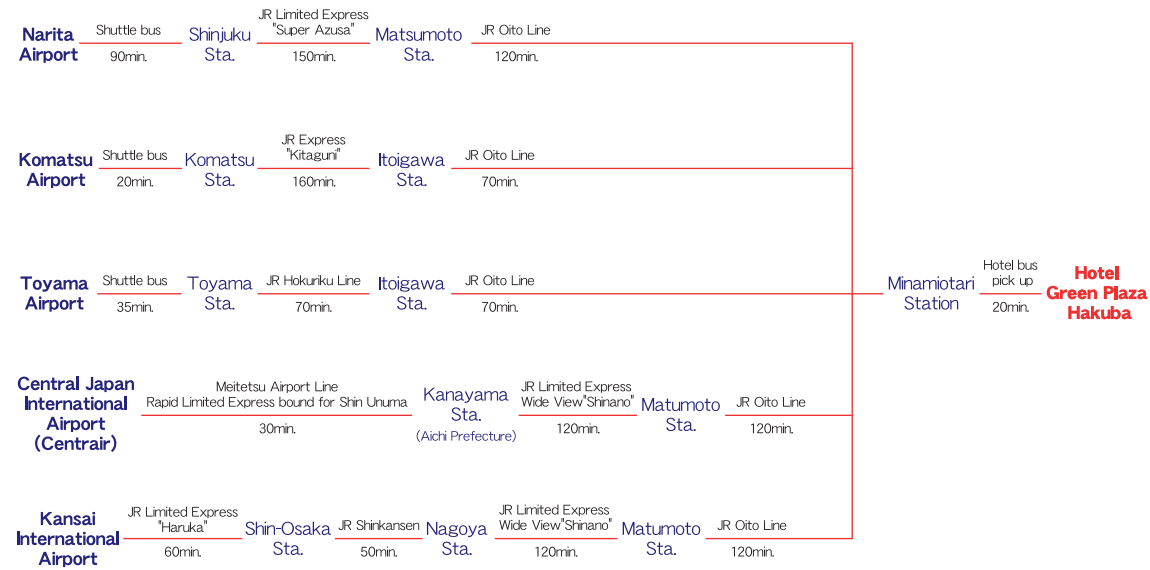 Narita
Airport
Shuttle bus
90min.
Shinjuku
Sta.
JR Limited Express
"Super Azusa"
150min.
Matsumoto
Sta.
JR Oito Line
120min.
Komatsu
Airport
Shuttle bus
20min.
Komatsu
Sta.
JR Express
"Kitaguni"
160min.
Itoigawa
Sta.
JR Oito Line
70min.
Toyama
Airport
Shuttle bus
35min.
Toyama
Sta.
JR Hokuriku Line
70min.
Itoigawa
Sta.
JR Oito Line
70min.
Minamiotari
Station
Hotel bus
pick up
20min.
Hotel
Green Plaza
Hakuba
Central Japan
International
Airport
(Centrair)
Meitetsu Airport Line
Rapid Limited Express bound for Shin Unuma
30min.
Kanayama
Sta.
(Aichi Prefecture)
JR Limited Express
Wide View"Shinano"
120min.
Matumoto
Sta.
JR Oito Line
120min.
Kansai
International
Airport
JR Limited Express
"Haruka"
60min.
Shin-Osaka
Sta.
JR Shinkansen
50min.
Nagoya
Sta.
JR Limited Express
Wide View"Shinano"
120min.
Matumoto
Sta.
JR Oito Line
120min.